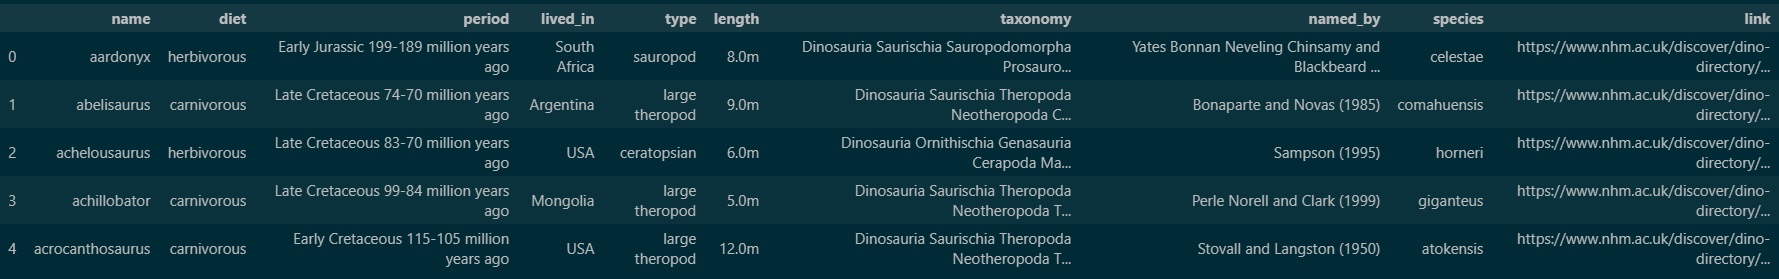 name diet period lived_in type length taxonomy named_by species link
0 aardonyx herbivorous Early Jurassic 199-189 million years ago South Africa sauropod 8.0m Dinosauria Saurischia Sauropodomorpha Prosauro... Yates Bonnan Neveling Chinsamy and Blackbeard ... celestae https://www.nhm.ac.uk/discover/dino-directory/...
1 abelisaurus carnivorous Late Cretaceous 74-70 million years ago Argentina large theropod 9.0m Dinosauria Saurischia Theropoda Neotheropoda C... Bonaparte and Novas (1985) comahuensis https://www.nhm.ac.uk/discover/dino-directory/...
2 achelousaurus herbivorous Late Cretaceous 83-70 million years ago USA ceratopsian 6.0m Dinosauria Ornithischia Genasauria Cerapoda Ma... Sampson (1995) horneri https://www.nhm.ac.uk/discover/dino-directory/...
3 achillobator carnivorous Late Cretaceous 99-84 million years ago Mongolia large theropod 5.0m Dinosauria Saurischia Theropoda Neotheropoda T... Perle Norell and Clark (1999) giganteus https://www.nhm.ac.uk/discover/dino-directory/...
4 acrocanthosaurus carnivorous Early Cretaceous 115-105 million years ago USA large theropod 12.0m Dinosauria Saurischia Theropoda Neotheropoda T... Stovall and Langston (1950) atokensis https://www.nhm.ac.uk/discover/dino-directory/...